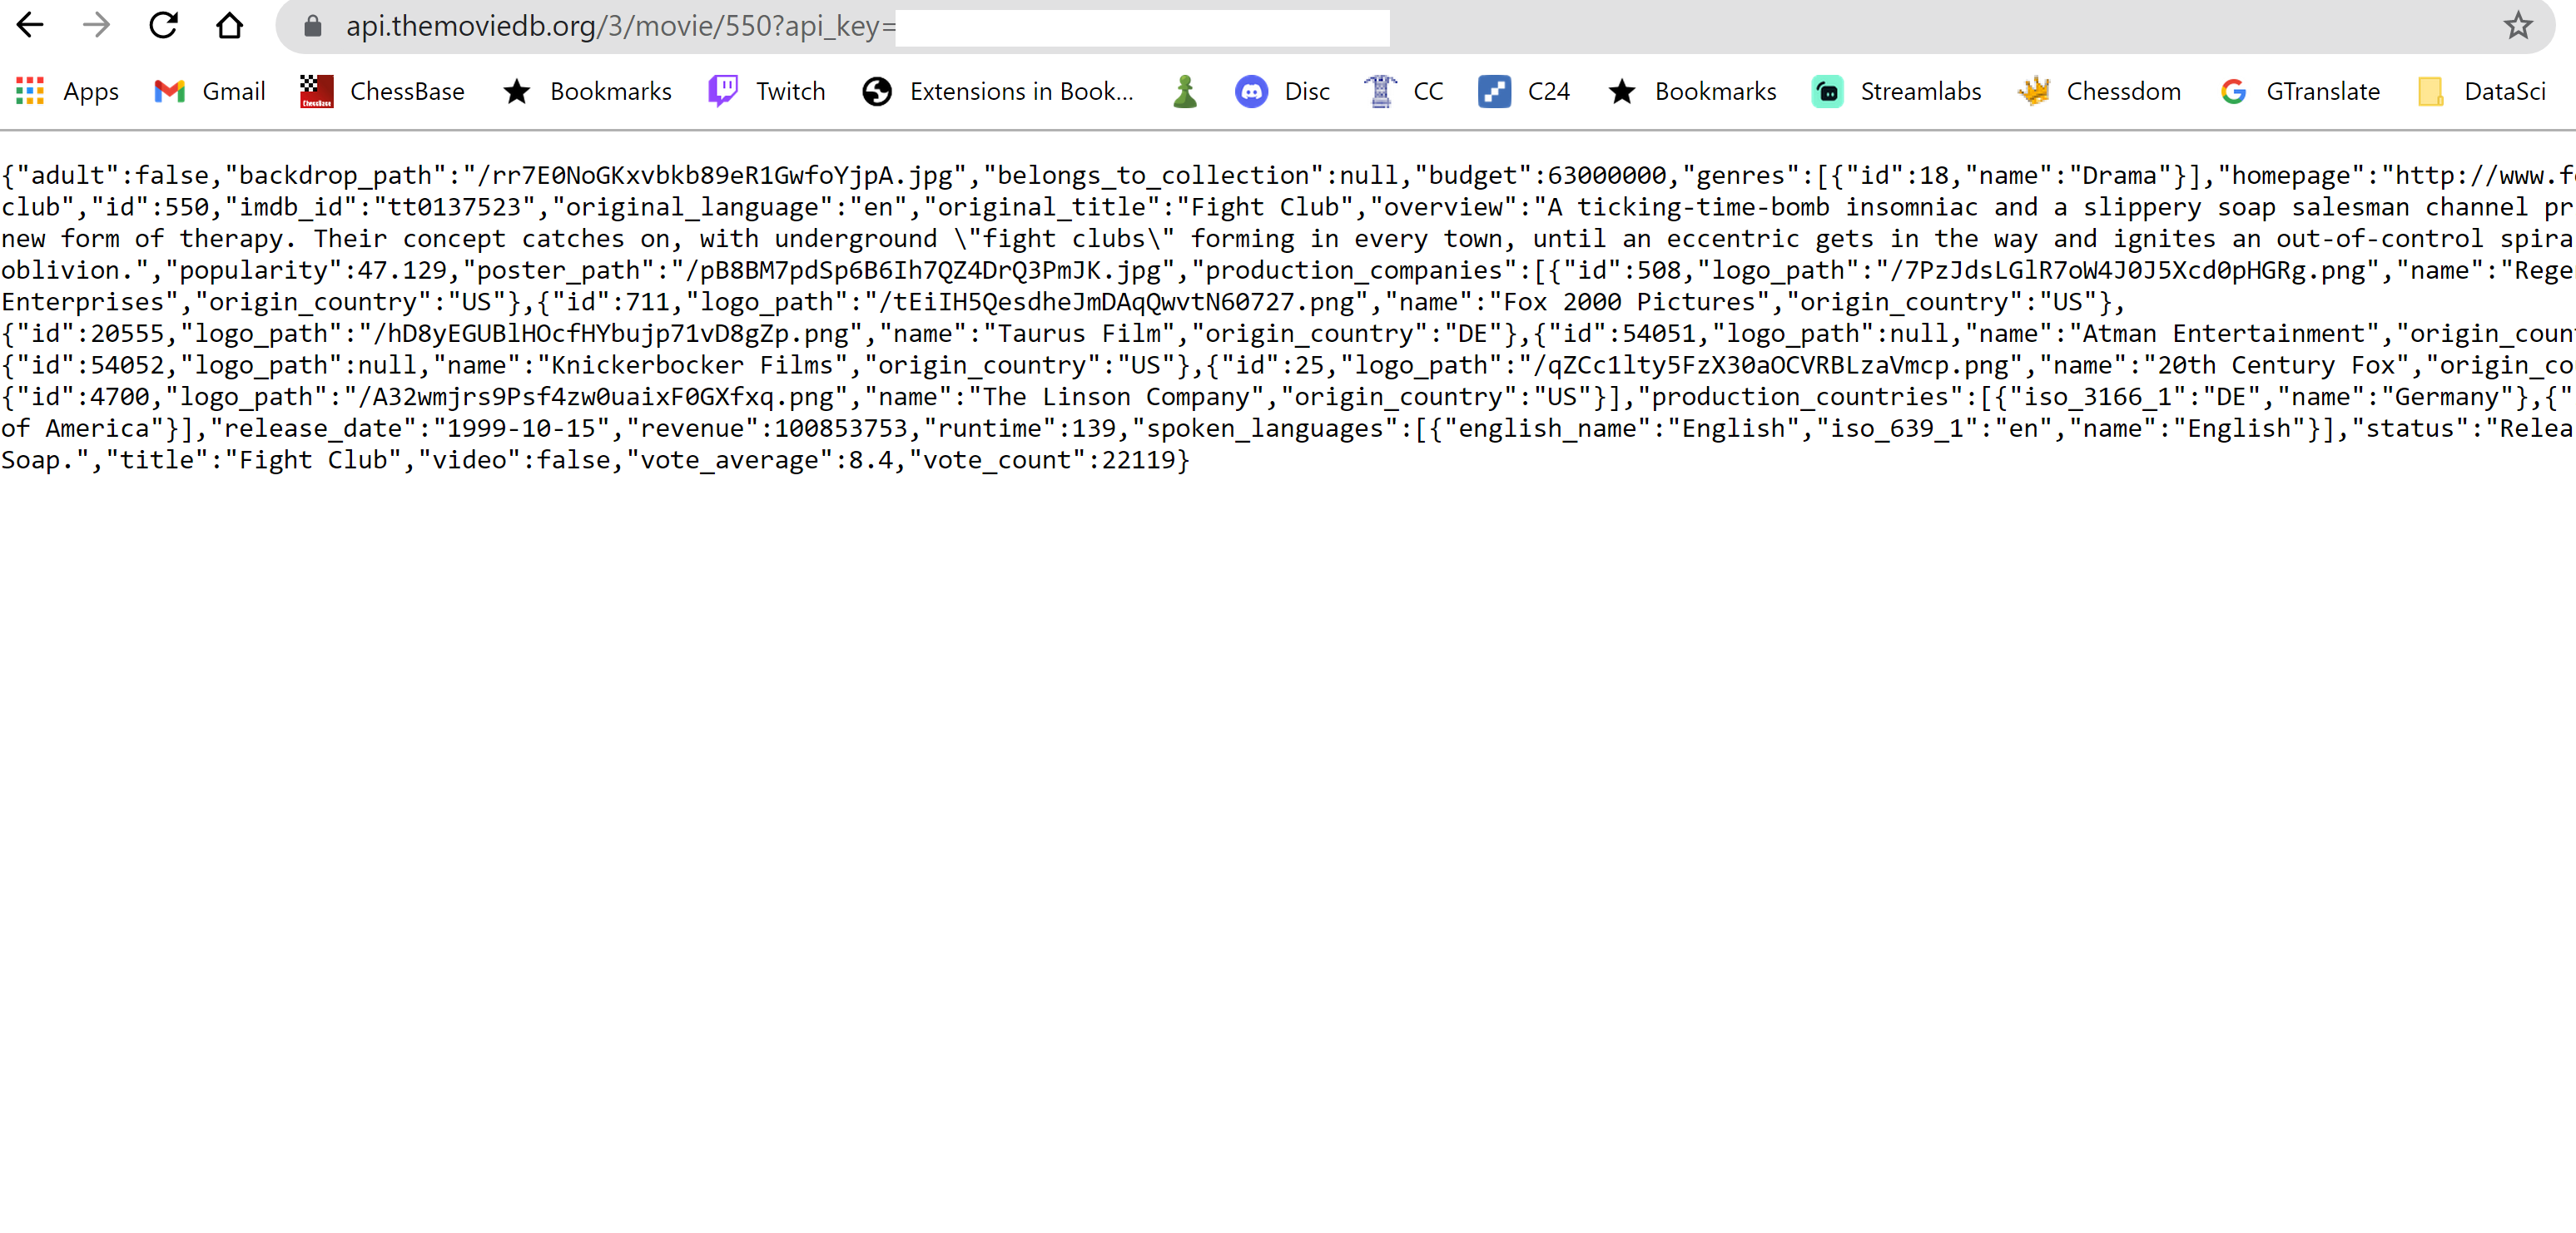 api.themoviedb.org/3/movie/550?api_key=
Apps Gmail ChessBase Bookmarks Twitch Extensions in Book... Disc CC C24 Bookmarks Streamlabs Chessdom GTranslate DataSci
{"adult":false,"backdrop_path":"/rr7E0NoGKxvbkb89eR1GwfoYjpA.jpg","belongs_to_collection":null,"budget":63000000,"genres":[{"id":18,"name":"Drama"}],"homepage":"http://www.f
club","id":550,"imdb_id":"tt0137523","original_language":"en","original_title":"Fight Club","overview":"A ticking-time-bomb insomniac and a slippery soap salesman channel pr
new form of therapy. Their concept catches on, with underground \"fight clubs\" forming in every town, until an eccentric gets in the way and ignites an out-of-control spira
oblivion.","popularity":47.129,"poster_path":"/pB8BM7pdSp6B6Ih7QZ4DrQ3PmJK.jpg","production_companies":[{"id":508,"logo_path":"/7PzJdsLGlR7oW4J0J5Xcd0pHGRg.png","name":"Rege
Enterprises","origin_country":"US"},{"id":711,"logo_path":"/tEiIH5QesdheJmDAqQwvtN60727.png","name":"Fox 2000 Pictures","origin_country":"US"},
{"id":20555,"logo_path":"/hD8yEGUBlHOcfHYbujp71vD8gZp.png","name":"Taurus Film","origin_country":"DE"},{"id":54051,"logo_path":null,"name":"Atman Entertainment","origin_coun
{"id":54052,"logo_path":null,"name":"Knickerbocker Films","origin_country":"US"},{"id":25,"logo_path":"/qZCc1lty5FzX30aOCVRBLzaVmcp.png","name":"20th Century Fox","origin_co
{"id":4700,"logo_path":"/A32wmjrs9Psf4zw0uaixF0GXfxq.png","name":"The Linson Company","origin_country":"US"}],"production_countries":[{"iso_3166_1":"DE","name":"Germany"},{"
of America"}],"release_date":"1999-10-15","revenue":100853753,"runtime":139,"spoken_languages":[{"english_name":"English","iso_639_1":"en","name":"English"}],"status":"Relea
Soap.","title":"Fight Club","video":false,"vote_average":8.4,"vote_count":22119}